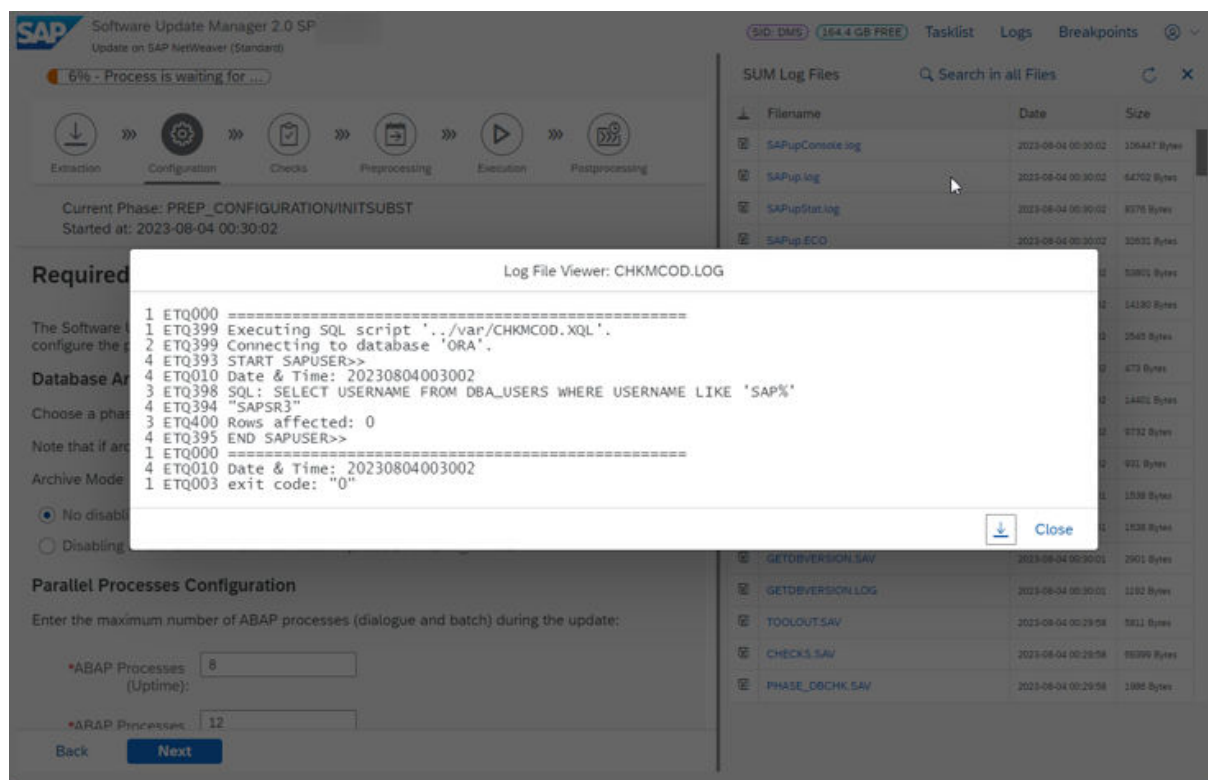 SAP
Software Update Manager 2.0 SP
Update on SAP NetWeaver (Standard)
SID: DMS
164.4 GB FREE
Tasklist
Logs
Breakpoints
6% - Process is waiting for ...
Extraction
Configuration
Checks
Preprocessing
Execution
Postprocessing
Current Phase: PREP_CONFIGURATION/INITSUBST
Started at: 2023-08-04 00:30:02
SUM Log Files
Search in all Files
Filename Date Size
SAPupConsole.log 2023-08-04 00:30:02 106447 Bytes
SAPup.log 2023-08-04 00:30:02 64702 Bytes
SAPupStat.log 2023-08-04 00:30:02 8376 Bytes
SAPup.ECO 2023-08-04 00:30:02 32631 Bytes
Required
The Software
configure the
Database Ar
Choose a phas
Note that if arc
Archive Mode
No disabli
Disabling
Log File Viewer: CHKMCOD.LOG
1 ETQ000 ==================================================
1 ETQ399 Executing SQL script '../var/CHKMCOD.XQL'.
2 ETQ399 Connecting to database 'ORA'.
4 ETQ393 START SAPUSER>>
4 ETQ010 Date & Time: 20230804003002
3 ETQ398 SQL: SELECT USERNAME FROM DBA_USERS WHERE USERNAME LIKE 'SAP%'
4 ETQ394 "SAPSR3"
3 ETQ400 Rows affected: 0
4 ETQ395 END SAPUSER>>
1 ETQ000 ==================================================
4 ETQ010 Date & Time: 20230804003002
1 ETQ003 exit code: "0"
Close
14401 Bytes
9732 Bytes
931 Bytes
1538 Bytes
1538 Bytes
GETDBVERSION.SAV 2023-08-04 00:30:01 2901 Bytes
GETDBVERSION.LOG 2023-08-04 00:30:01 1192 Bytes
TOOLOUT.SAV 2023-08-04 00:29:58 5811 Bytes
CHECKS.SAV 2023-08-04 00:29:58
PHASE_DBCHK.SAV 2023-08-04 00:29:58 1986 Bytes
Parallel Processes Configuration
Enter the maximum number of ABAP processes (dialogue and batch) during the update:
*ABAP Processes (Uptime): 8
*ABAP Processes 12
Back
Next